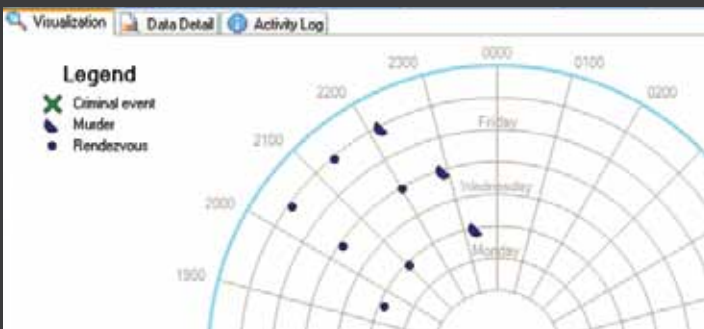 Visualization Data Detail Activity Log
Legend
Criminal event
Murder
Rendezvous
0000
2300
0100
2200
0200
Friday
2100
Wednesday
2000
Monday
1900